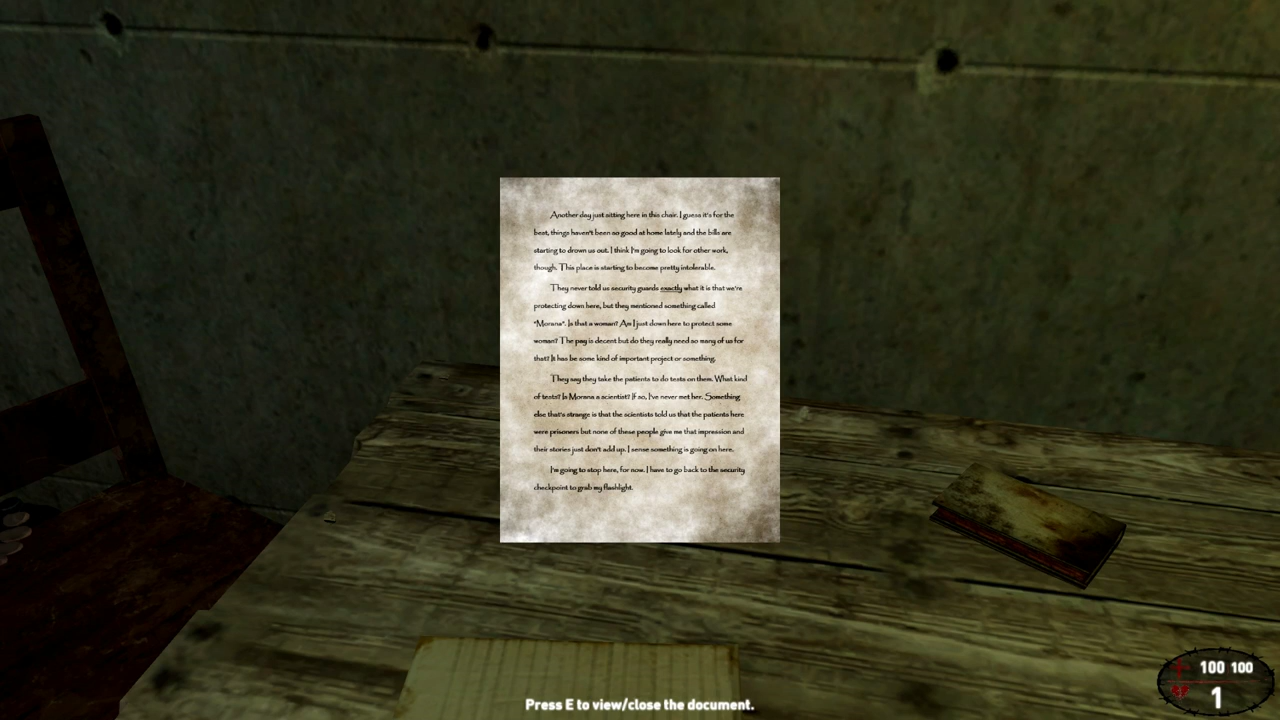 Another day just sitting here in this chair. I guess it's for the
best, things haven't been so good at home lately and the bills are
starting to drown us out. I think I'm going to look for other work,
though. This place is starting to become pretty intolerable.
They never told us security guards exactly what it is that we're
protecting down here, but they mentioned something called
"Morana". Is that a woman? Am I just down here to protect some
woman? The pay is decent but do they really need so many of us for
that? It has be some kind of important project or something.
They say they take the patients to do tests on them. What kind
of tests? Is Morana a scientist? If so, I've never met her. Something
else that's strange is that the scientists told us that the patients here
were prisoners but none of these people give me that impression and
their stories just don't add up. I sense something is going on here.
I'm going to stop here, for now. I have to go back to the security
checkpoint to grab my flashlight.
100 100
1
Press E to view/close the document.